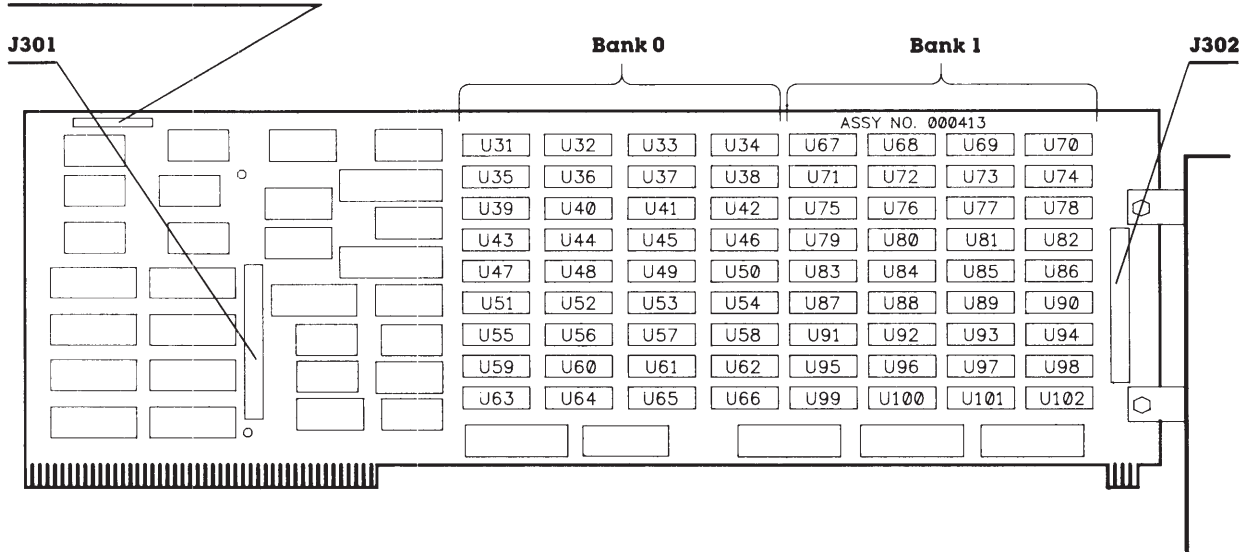 J301 Bank 0 Bank 1 J302
ASSY NO. 000413
U31 U32 U33 U34 U67 U68 U69 U70
U35 U36 U37 U38 U71 U72 U73 U74
U39 U40 U41 U42 U75 U76 U77 U78
U43 U44 U45 U46 U79 U80 U81 U82
U47 U48 U49 U50 U83 U84 U85 U86
U51 U52 U53 U54 U87 U88 U89 U90
U55 U56 U57 U58 U91 U92 U93 U94
U59 U60 U61 U62 U95 U96 U97 U98
U63 U64 U65 U66 U99 U100 U101 U102